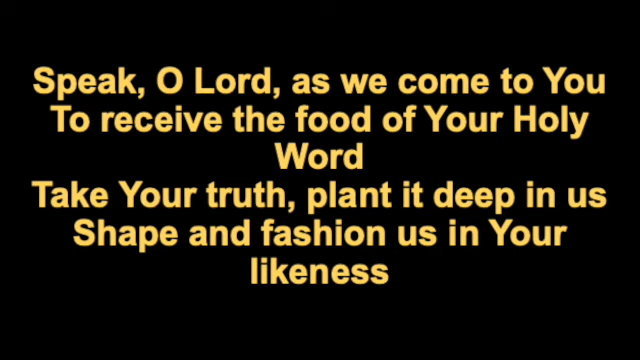 Speak, O Lord, as we come to You
To receive the food of Your Holy
Word
Take Your truth, plant it deep in us
Shape and fashion us in Your
likeness